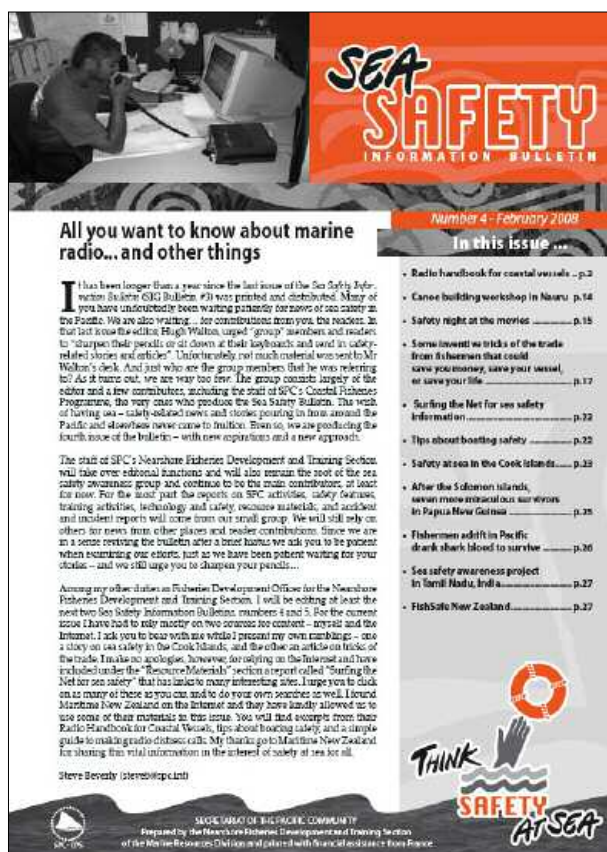 SEA
SAFETY
INFORMATION BULLETIN
Number 4 - February 2008
All you want to know about marine
radio... and other things
It has been longer than a year since the last issue of the Sea Safety Infor-
mation Bulletin (SIG Bulletin #3) was printed and distributed. Many of
you have undoubtedly been waiting patiently for news of sea safety in
the Pacific. We are also waiting… for contributions from you, the readers. In
that last issue the editor, Hugh Walton, urged "group" members and readers
to "sharpen their pencils or sit down at their keyboards and send in safety-
related stories and articles". Unfortunately, not much material was sent to Mr
Walton's desk. And just who are the group members that he was referring
to? As it turns out, we are way too few. The group consists largely of the
editor and a few contributors, including the staff of SPC's Coastal Fisheries
Programme, the very ones who produce the Sea Safety Bulletin. The wish
of having sea – safety-related news and stories pouring in from around the
Pacific and elsewhere never came to fruition. Even so, we are producing the
fourth issue of the bulletin – with new aspirations and a new approach.
The staff of SPC's Nearshore Fisheries Development and Training Section
will take over editorial functions and will also remain the root of the sea
safety awareness group and continue to be the main contributors, at least
for now. For the most part the reports on SPC activities, safety features,
training activities, technology and safety, resource materials, and accident
and incident reports will come from our small group. We will still rely on
others for news from other places and reader contributions. Since we are
in a sense reviving the bulletin after a brief hiatus we ask you to be patient
when examining our efforts, just as we have been patient waiting for your
stories – and we still urge you to sharpen your pencils…
Among my other duties as Fisheries Development Officer for the Nearshore
Fisheries Development and Training Section, I will be editing at least the
next two Sea Safety Information Bulletins, numbers 4 and 5. For the current
issue I have had to rely mostly on two sources for content – myself and the
Internet. I ask you to bear with me while I present my own ramblings – one
a story on sea safety in the Cook Islands, and the other an article on tricks of
the trade. I make no apologies, however, for relying on the Internet and have
included under the "Resource Materials" section a report called "Surfing the
Net for sea safety" that has links to many interesting sites. I urge you to click
on as many of these as you can and to do your own searches as well. I found
Maritime New Zealand on the Internet and they have kindly allowed us to
use some of their materials in this issue. You will find excerpts from their
Radio Handbook for Coastal Vessels, tips about boating safety, and a simple
guide to making radio distress calls. My thanks go to Maritime New Zealand
for sharing this vital information in the interest of safety at sea for all.
Steve Beverly (steveb@spc.int)
In this issue ...
• Radio handbook for coastal vessels .. p.3
• Canoe building workshop in Nauru p.14
• Safety night at the movies ............. p.15
• Some inventive tricks of the trade
from fishermen that could
save you money, save your vessel,
or save your life ............. p.17
• Surfing the Net for sea safety
information ............. p.22
• Tips about boating safety ............. p.22
• Safety at sea in the Cook Islands..... p.23
• After the Solomon Islands,
seven more miraculous survivors
in Papua New Guinea ............. p.25
• Fishermen adrift in Pacific
drank shark blood to survive ....... p.26
• Sea safety awareness project
in Tamil Nadu, India ............. p.27
• FishSafe New Zealand ............. p.27
THINK
SAFETY
AT SEA
SPC • CPS
SECRETARIAT OF THE PACIFIC COMMUNITY
Prepared by the Nearshore Fisheries Development and Training Section
of the Marine Resources Division and printed with financial assistance from France